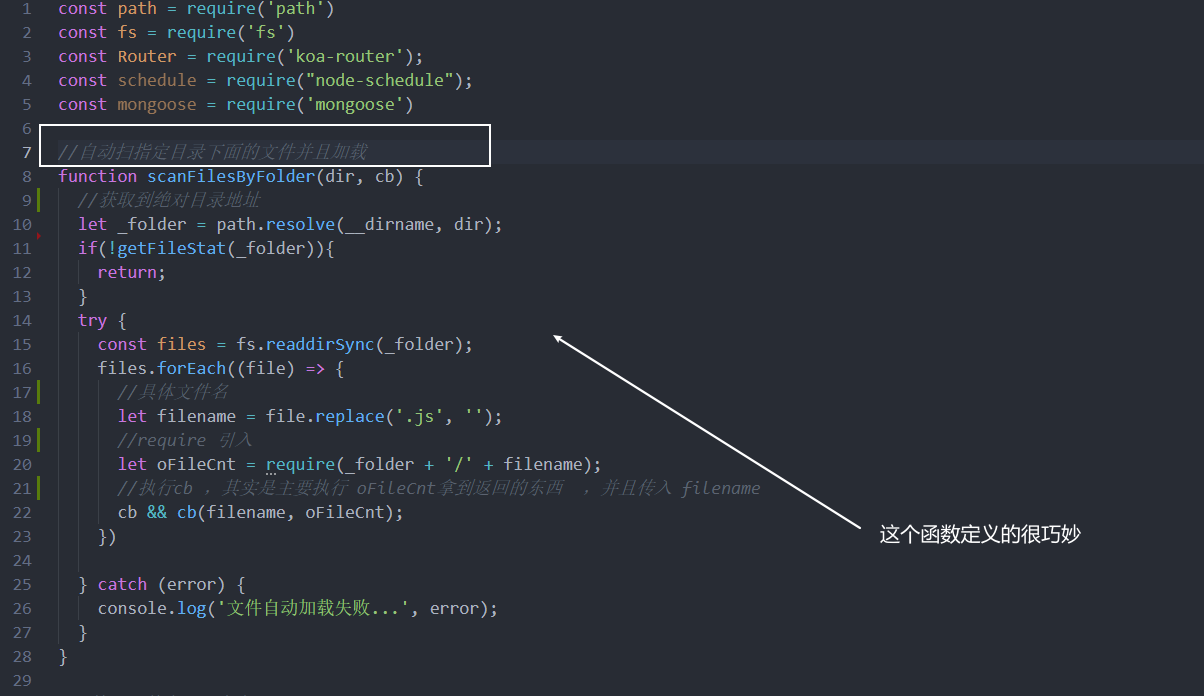 1 const path = require('path')
2 const fs = require('fs')
3 const Router = require('koa-router');
4 const schedule = require("node-schedule");
5 const mongoose = require('mongoose')
6
7 //自动扫指定目录下面的文件并且加载
8 function scanFilesByFolder(dir, cb) {
9 //获取到绝对目录地址
10 let _folder = path.resolve(__dirname, dir);
11 if(!getFileStat(_folder)){
12 return;
13 }
14 try {
15 const files = fs.readdirSync(_folder);
16 files.forEach((file) => {
17 //具体文件名
18 let filename = file.replace('.js', '');
19 //require 引入
20 let oFileCnt = require(_folder + '/' + filename);
21 //执行cb ，其实是主要执行 oFileCnt拿到返回的东西 ，并且传入 filename
22 cb && cb(filename, oFileCnt);
这个函数定义的很巧妙
23 })
24
25 } catch (error) {
26 console.log('文件自动加载失败...', error);
27 }
28 }
29